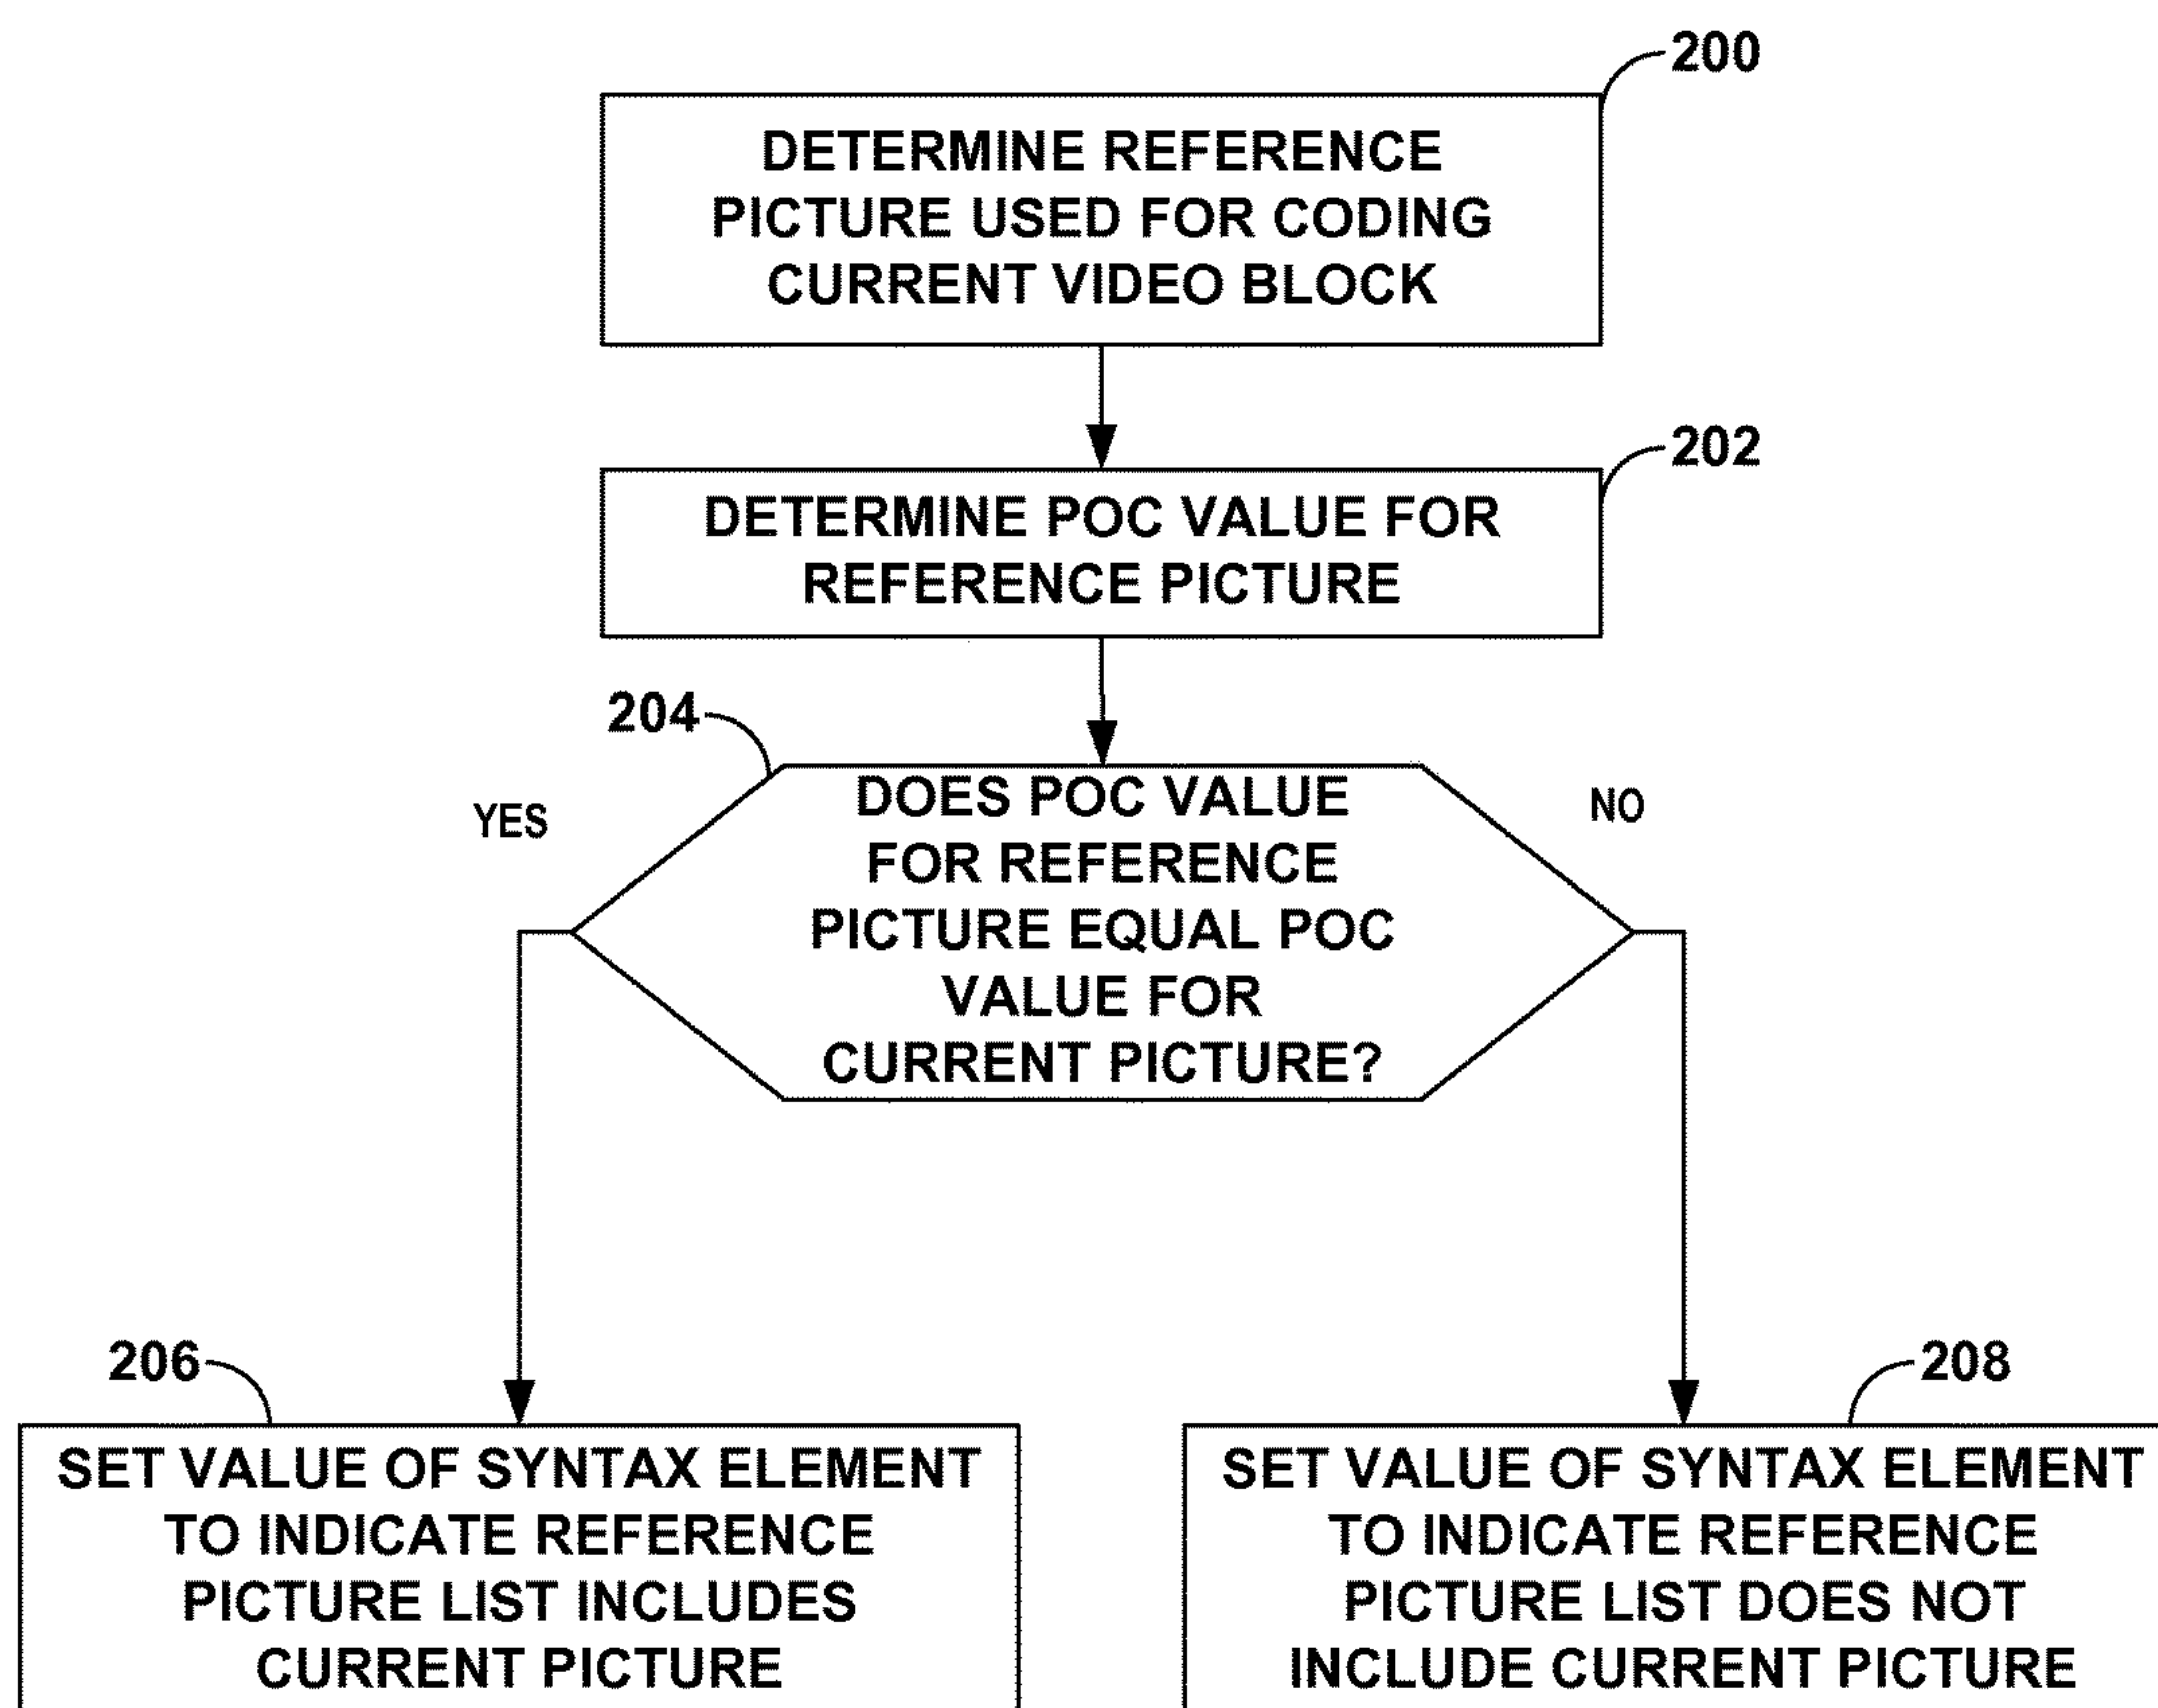 200
DETERMINE REFERENCE
PICTURE USED FOR CODING
CURRENT VIDEO BLOCK
202
DETERMINE POC VALUE FOR
REFERENCE PICTURE
204
YES
DOES POC VALUE
FOR REFERENCE
PICTURE EQUAL POC
VALUE FOR
CURRENT PICTURE?
NO
206
SET VALUE OF SYNTAX ELEMENT
TO INDICATE REFERENCE
PICTURE LIST INCLUDES
CURRENT PICTURE
208
SET VALUE OF SYNTAX ELEMENT
TO INDICATE REFERENCE
PICTURE LIST DOES NOT
INCLUDE CURRENT PICTURE